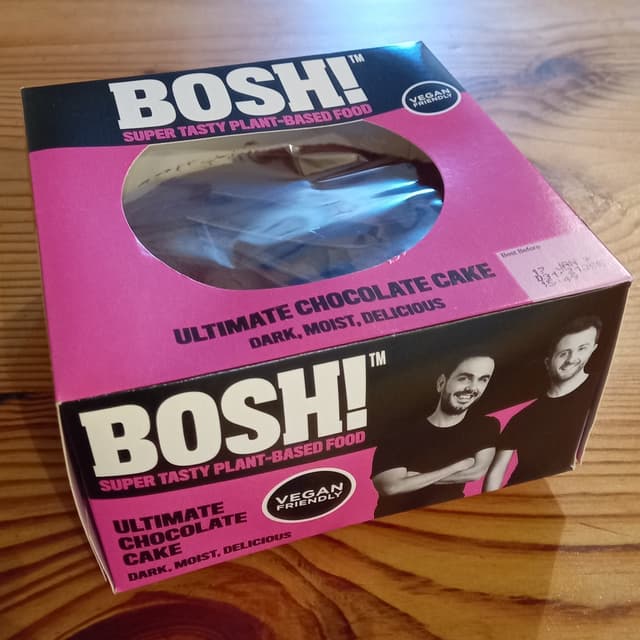 BOSH!™
SUPER TASTY PLANT-BASED FOOD
VEGAN
FRIENDLY
ULTIMATE CHOCOLATE CAKE
DARK, MOIST, DELICIOUS
Best Before
BOSH!™
SUPER TASTY PLANT-BASED FOOD
VEGAN
FRIENDLY
ULTIMATE
CHOCOLATE
CAKE
DARK, MOIST, DELICIOUS